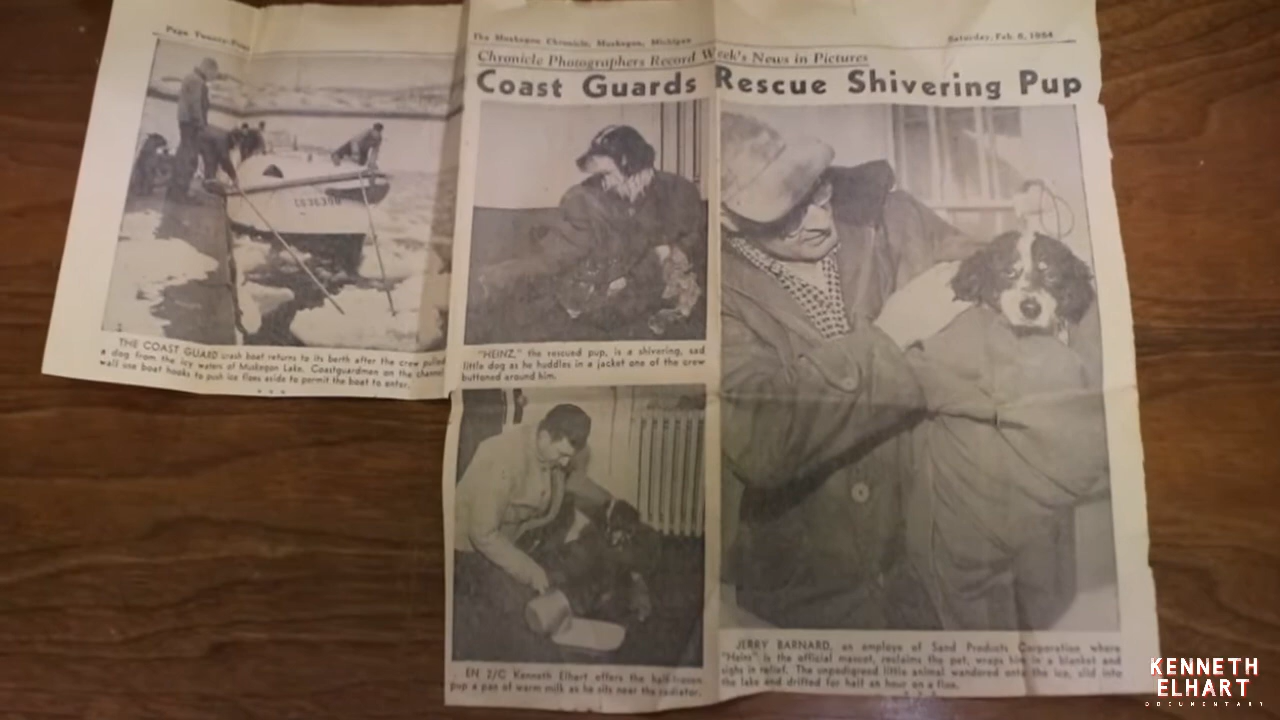 Page Twenty-Four
The Muskegon Chronicle, Muskegon, Michigan
Saturday, Feb. 6, 1954
Chronicle Photographers Record Week's News in Pictures
Coast Guards Rescue Shivering Pup
THE COAST GUARD crash boat returns to its berth after the crew pulled
a dog from the icy waters of Muskegon Lake. Coastguardmen on the channel
wall use boat hooks to push ice floes aside to permit the boat to enter.
"HEINZ," the rescued pup, is a shivering, sad
little dog as he huddles in a jacket one of the crew
buttoned around him.
EN 2/C Kenneth Elhart offers the half-frozen
pup a pan of warm milk as he sits near the radiator.
JERRY BARNARD, an employe of Sand Products Corporation where
"Heinz" is the official mascot, reclaims the pet, wraps him in a blanket and
sighs in relief. The unpedigreed little animal wandered onto the ice, slid into
the lake and drifted for half an hour on a floe.
KENNETH
ELHART
DOCUMENTARY